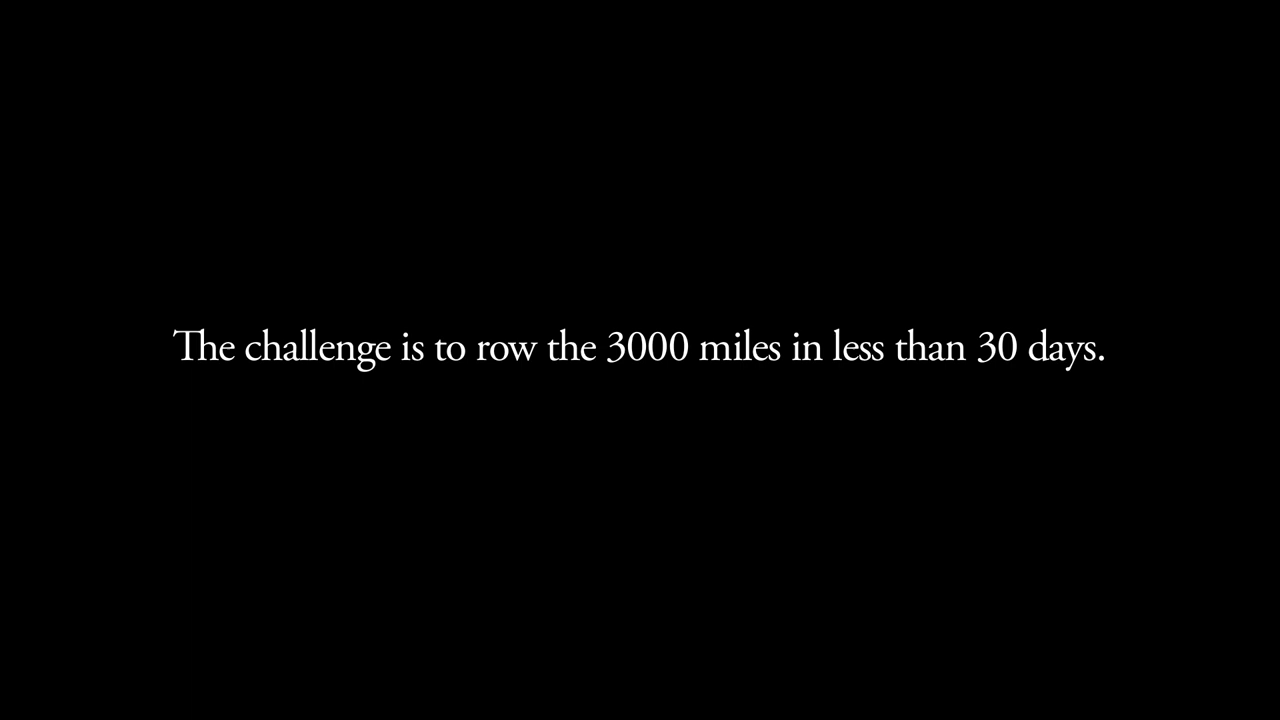 The challenge is to row the 3000 miles in less than 30 days.